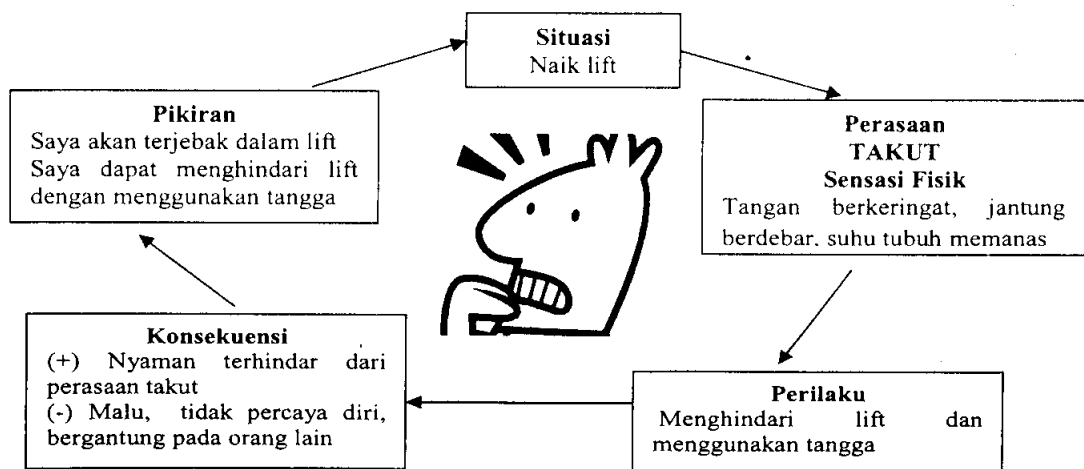 Situasi
Naik lift
Perasaan
TAKUT
Sensasi Fisik
Tangan berkeringat, jantung
berdebar. suhu tubuh memanas
Perilaku
Menghindari lift dan
menggunakan tangga
Konsekuensi
(+) Nyaman terhindar dari
perasaan takut
(-) Malu, tidak percaya diri,
bergantung pada orang lain
Pikiran
Saya akan terjebak dalam lift
Saya dapat menghindari lift
dengan menggunakan tangga